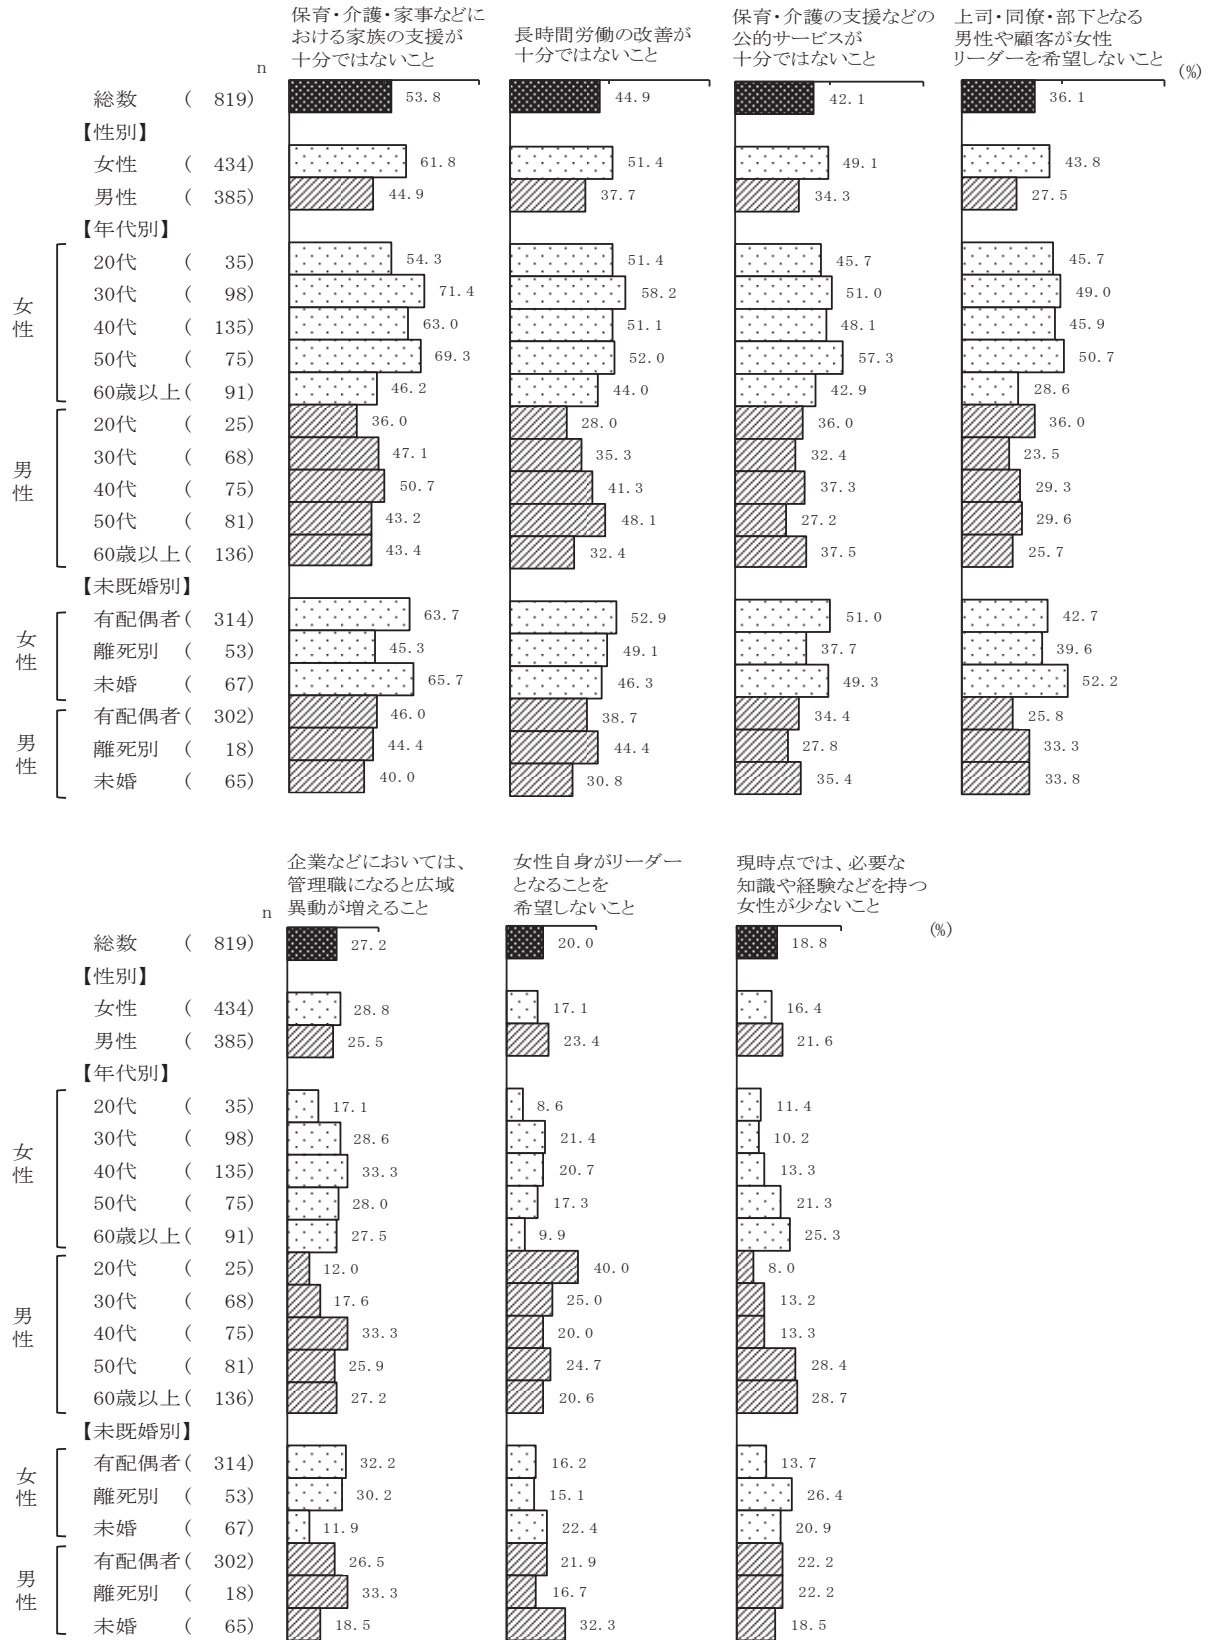 保育・介護・家事などに
おける家族の支援が
十分ではないこと
長時間労働の改善が
十分ではないこと
保育・介護の支援などの
公的サービスが
十分ではないこと
上司・同僚・部下となる
男性や顧客が女性
リーダーを希望しないこと
(%)
n
総数 ( 819) 53.8 44.9 42.1 36.1
【性別】
女性 ( 434) 61.8 51.4 49.1 43.8
男性 ( 385) 44.9 37.7 34.3 27.5
【年代別】
女性
20代 ( 35) 54.3 51.4 45.7 45.7
30代 ( 98) 71.4 58.2 51.0 49.0
40代 ( 135) 63.0 51.1 48.1 45.9
50代 ( 75) 69.3 52.0 57.3 50.7
60歳以上( 91) 46.2 44.0 42.9 28.6
男性
20代 ( 25) 36.0 28.0 36.0 36.0
30代 ( 68) 47.1 35.3 32.4 23.5
40代 ( 75) 50.7 41.3 37.3 29.3
50代 ( 81) 43.2 48.1 27.2 29.6
60歳以上( 136) 43.4 32.4 37.5 25.7
【未既婚別】
女性
有配偶者( 314) 63.7 52.9 51.0 42.7
離死別 ( 53) 45.3 49.1 37.7 39.6
未婚 ( 67) 65.7 46.3 49.3 52.2
男性
有配偶者( 302) 46.0 38.7 34.4 25.8
離死別 ( 18) 44.4 44.4 27.8 33.3
未婚 ( 65) 40.0 30.8 35.4 33.8
企業などにおいては、
管理職になると広域
異動が増えること
女性自身がリーダー
となることを
希望しないこと
現時点では、必要な
知識や経験などを持つ
女性が少ないこと
(%)
n
総数 ( 819) 27.2 20.0 18.8
【性別】
女性 ( 434) 28.8 17.1 16.4
男性 ( 385) 25.5 23.4 21.6
【年代別】
女性
20代 ( 35) 17.1 8.6 11.4
30代 ( 98) 28.6 21.4 10.2
40代 ( 135) 33.3 20.7 13.3
50代 ( 75) 28.0 17.3 21.3
60歳以上( 91) 27.5 9.9 25.3
男性
20代 ( 25) 12.0 40.0 8.0
30代 ( 68) 17.6 25.0 13.2
40代 ( 75) 33.3 20.0 13.3
50代 ( 81) 25.9 24.7 28.4
60歳以上( 136) 27.2 20.6 28.7
【未既婚別】
女性
有配偶者( 314) 32.2 16.2 13.7
離死別 ( 53) 30.2 15.1 26.4
未婚 ( 67) 11.9 22.4 20.9
男性
有配偶者( 302) 26.5 21.9 22.2
離死別 ( 18) 33.3 16.7 22.2
未婚 ( 65) 18.5 32.3 18.5